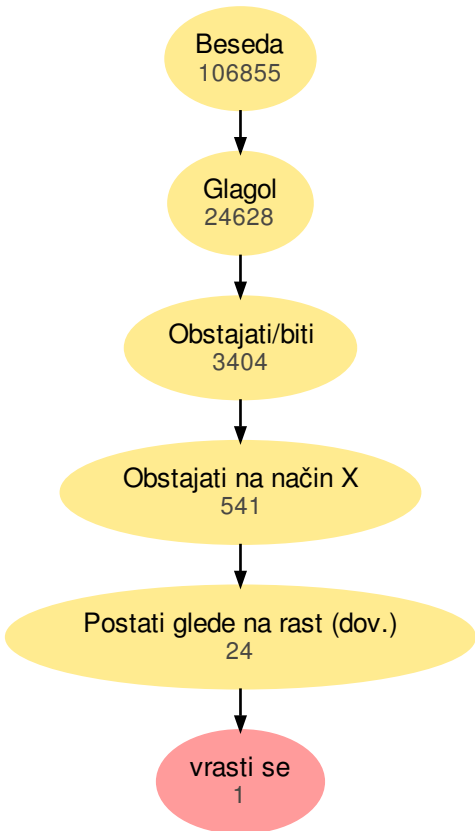 Beseda
106855
Glagol
24628
Obstajati/biti
3404
Obstajati na način X
541
Postati glede na rast (dov.)
24
vrasti se
1